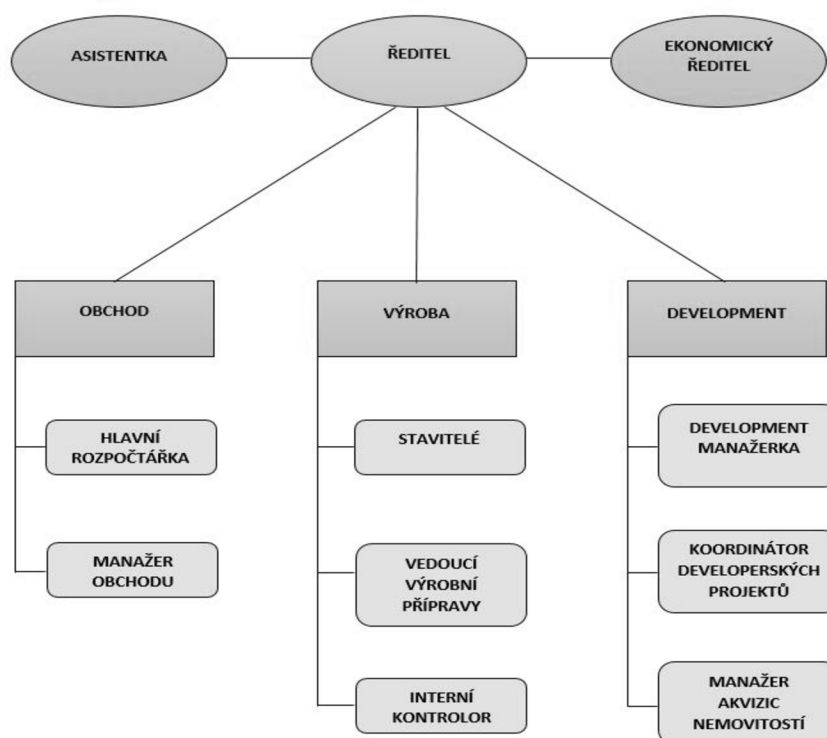 ASISTENTKA
ŘEDITEL
EKONOMICKÝ
ŘEDITEL
OBCHOD
VÝROBA
DEVELOPMENT
HLAVNÍ
ROZPOČTÁŘKA
MANAŽER
OBCHODU
STAVITELÉ
VEDOUCÍ
VÝROBNÍ
PŘÍPRAVY
INTERNÍ
KONTROLOR
DEVELOPMENT
MANAŽERKA
KOORDINÁTOR
DEVELOPERSKÝCH
PROJEKTŮ
MANAŽER
AKVIZIC
NEMOVITOSTÍ